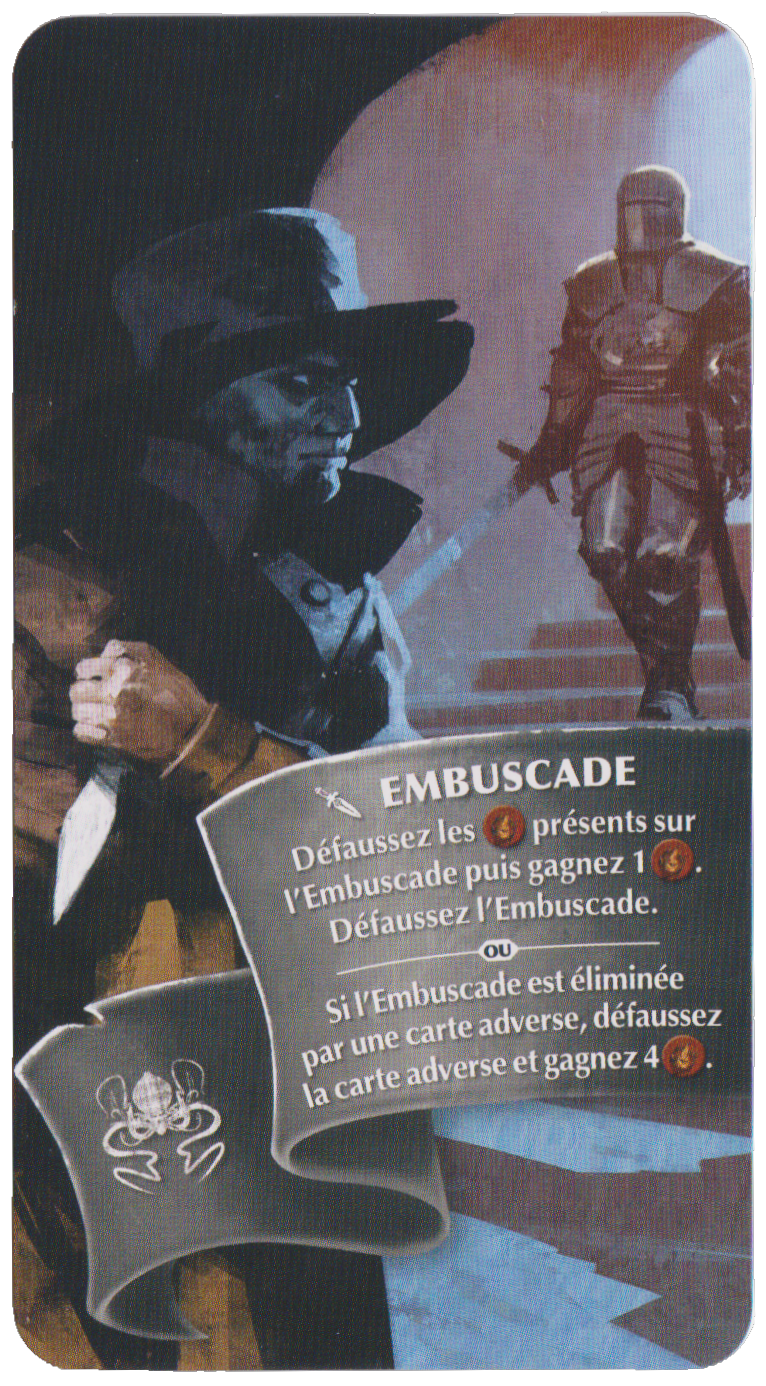 EMBUSCADE
Défaussez les présents sur
l'Embuscade puis gagnez 1 .
Défaussez l'Embuscade.
OU
Si l'Embuscade est éliminée
par une carte adverse, défaussez
la carte adverse et gagnez 4 .